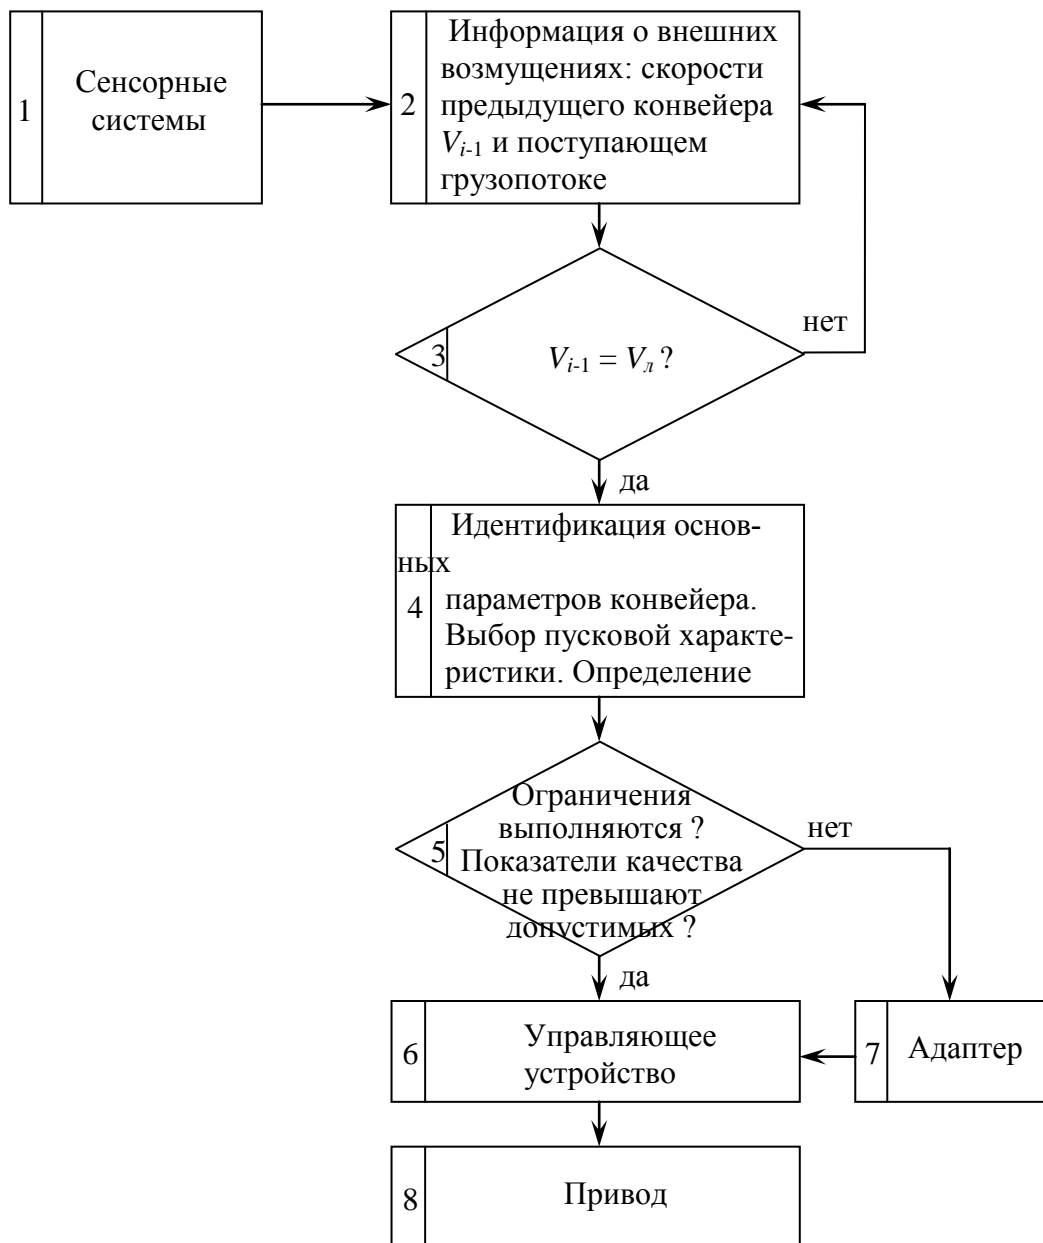 1
Сенсорные
системы
2
Информация о внешних
возмущениях: скорости
предыдущего конвейера
Vi-1 и поступающем
грузопотоке
3
Vi-1 = Vл ?
нет
да
4
Идентификация основ-
ных
параметров конвейера.
Выбор пусковой характе-
ристики. Определение
5
Ограничения
выполняются ?
Показатели качества
не превышают
допустимых ?
нет
да
6
Управляющее
устройство
7
Адаптер
8
Привод